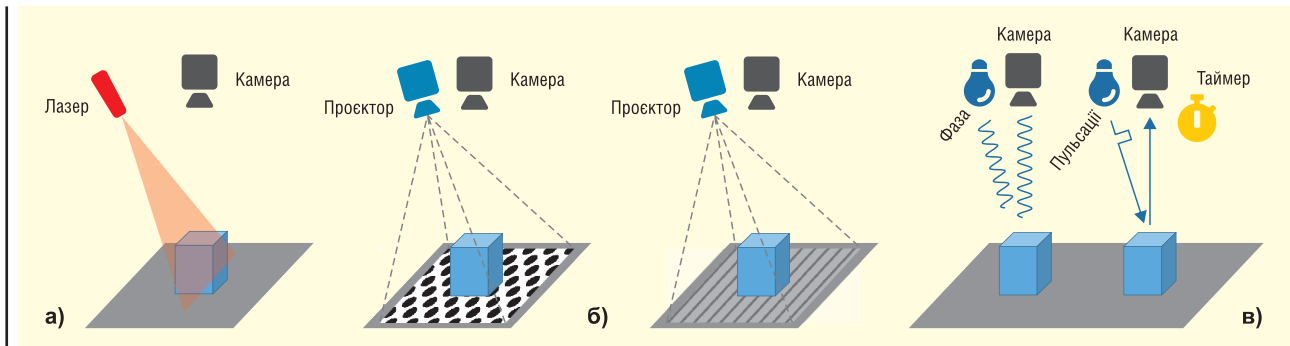 Лазер
Камера
а)
Проєктор
Камера
б)
Проєктор
Камера
Камера
Фаза
Камера
Пульсації
Таймер
в)